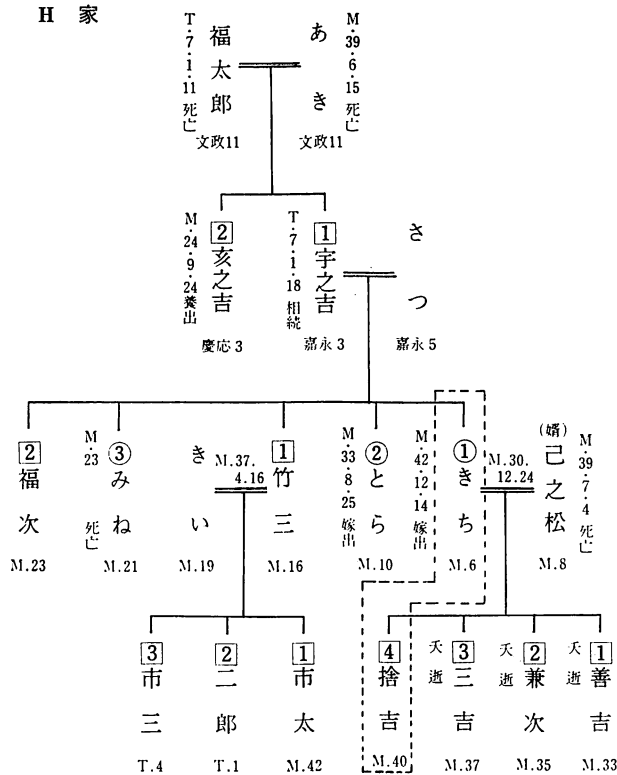 H 家
M・39・6・15 死亡
あき
文政11
福太郎
T・7・1・11 死亡
文政11
さつ
嘉永5
1 宇之吉
T・7・1・18 相続
嘉永3
2 亥之吉
M・24・9・24 養出
慶応3
M・39・7・4 死亡
(婿) 己之松
M.8
M.30.
12.24
① きち
M・42・12・14 嫁出
M.6
② とら
M・33・8・25 嫁出
M.10
1 竹三
M.16
M.37.
4.16
きい
M.19
③ みね
M・23 死亡
M.21
2 福次
M.23
1 善吉
夭逝
M.33
2 兼次
夭逝
M.35
3 三吉
夭逝
M.37
4 捨吉
M.40
1 市太
M.42
2 二郎
T.1
3 市三
T.4